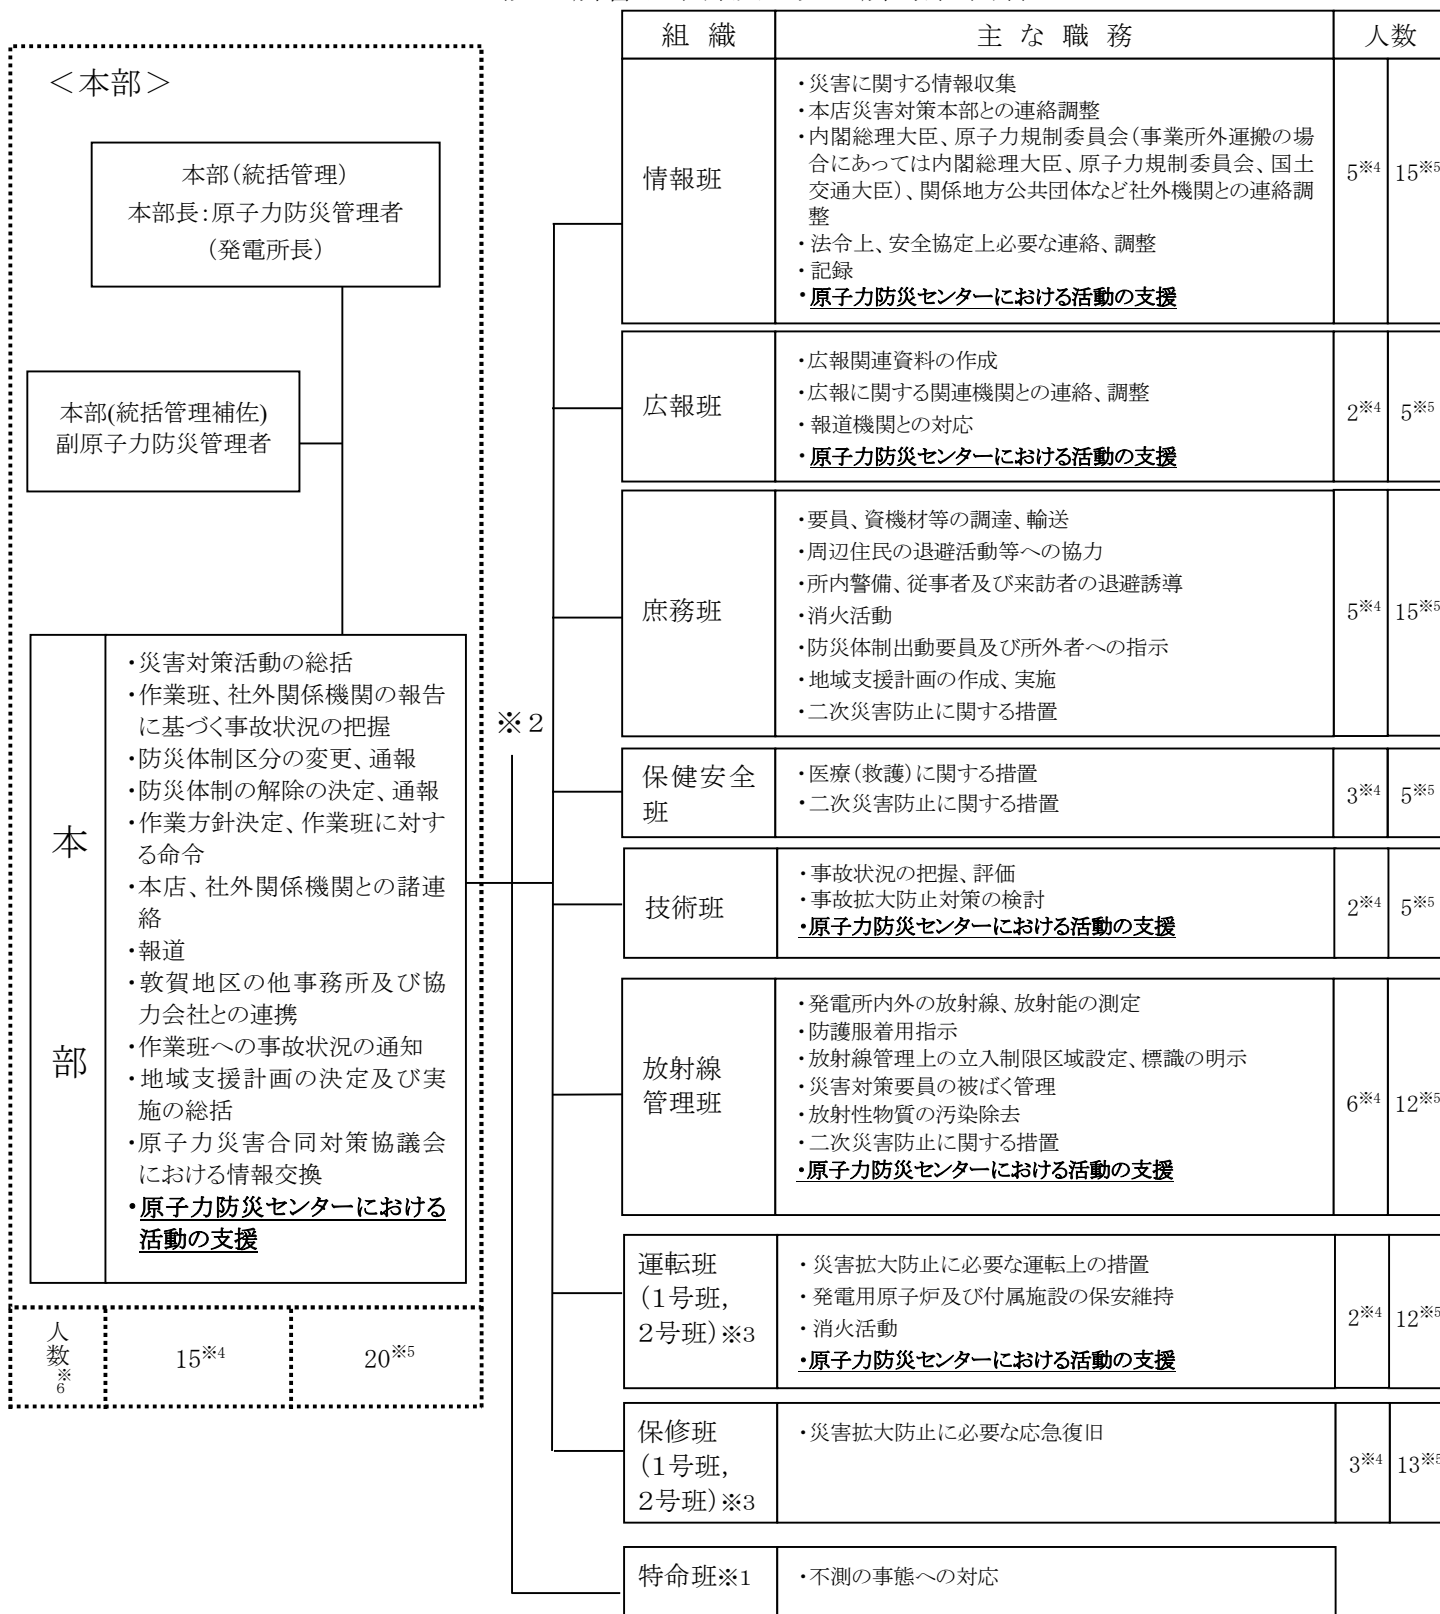 ＜本部＞
本部（統括管理）
本部長：原子力防災管理者
（発電所長）
本部(統括管理補佐)
副原子力防災管理者
本部
・災害対策活動の総括
・作業班、社外関係機関の報告
に基づく事故状況の把握
・防災体制区分の変更、通報
・防災体制の解除の決定、通報
・作業方針決定、作業班に対す
る命令
・本店、社外関係機関との諸連
絡
・報道
・敦賀地区の他事務所及び協
力会社との連携
・作業班への事故状況の通知
・地域支援計画の決定及び実
施の総括
・原子力災害合同対策協議会
における情報交換
・原子力防災センターにおける
活動の支援
人数※6
15※4
20※5
※２
組織 主な職務 人数
情報班
・災害に関する情報収集
・本店災害対策本部との連絡調整
・内閣総理大臣、原子力規制委員会（事業所外運搬の場
合にあっては内閣総理大臣、原子力規制委員会、国土
交通大臣）、関係地方公共団体など社外機関との連絡調
整
・法令上、安全協定上必要な連絡、調整
・記録
・原子力防災センターにおける活動の支援
5※4 15※5
広報班
・広報関連資料の作成
・広報に関する関連機関との連絡、調整
・報道機関との対応
・原子力防災センターにおける活動の支援
2※4 5※5
庶務班
・要員、資機材等の調達、輸送
・周辺住民の退避活動等への協力
・所内警備、従事者及び来訪者の退避誘導
・消火活動
・防災体制出動要員及び所外者への指示
・地域支援計画の作成、実施
・二次災害防止に関する措置
5※4 15※5
保健安全
班
・医療（救護）に関する措置
・二次災害防止に関する措置
3※4 5※5
技術班
・事故状況の把握、評価
・事故拡大防止対策の検討
・原子力防災センターにおける活動の支援
2※4 5※5
放射線
管理班
・発電所内外の放射線、放射能の測定
・防護服着用指示
・放射線管理上の立入制限区域設定、標識の明示
・災害対策要員の被ばく管理
・放射性物質の汚染除去
・二次災害防止に関する措置
・原子力防災センターにおける活動の支援
6※4 12※5
運転班
（１号班，
２号班）※3
・災害拡大防止に必要な運転上の措置
・発電用原子炉及び付属施設の保安維持
・消火活動
・原子力防災センターにおける活動の支援
2※4 12※5
保修班
（１号班，
２号班）※3
・災害拡大防止に必要な応急復旧
3※4 13※5
特命班※1
・不測の事態への対応